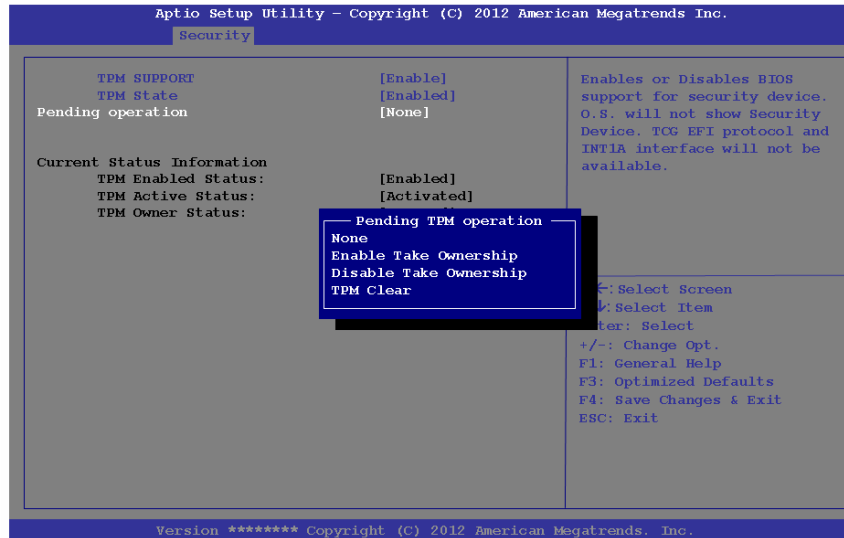 Aptio Setup Utility – Copyright (C) 2012 American Megatrends Inc.
Security
TPM SUPPORT [Enable]
TPM State [Enabled]
Pending operation [None]
Current Status Information
TPM Enabled Status: [Enabled]
TPM Active Status: [Activated]
TPM Owner Status:
Pending TPM operation
None
Enable Take Ownership
Disable Take Ownership
TPM Clear
Enables or Disables BIOS
support for security device.
O.S. will not show Security
Device. TCG EFI protocol and
INT1A interface will not be
available.
←:Select Screen
↓:Select Item
ter: Select
+/-: Change Opt.
F1: General Help
F3: Optimized Defaults
F4: Save Changes & Exit
ESC: Exit
Version ******** Copyright (C) 2012 American Megatrends. Inc.